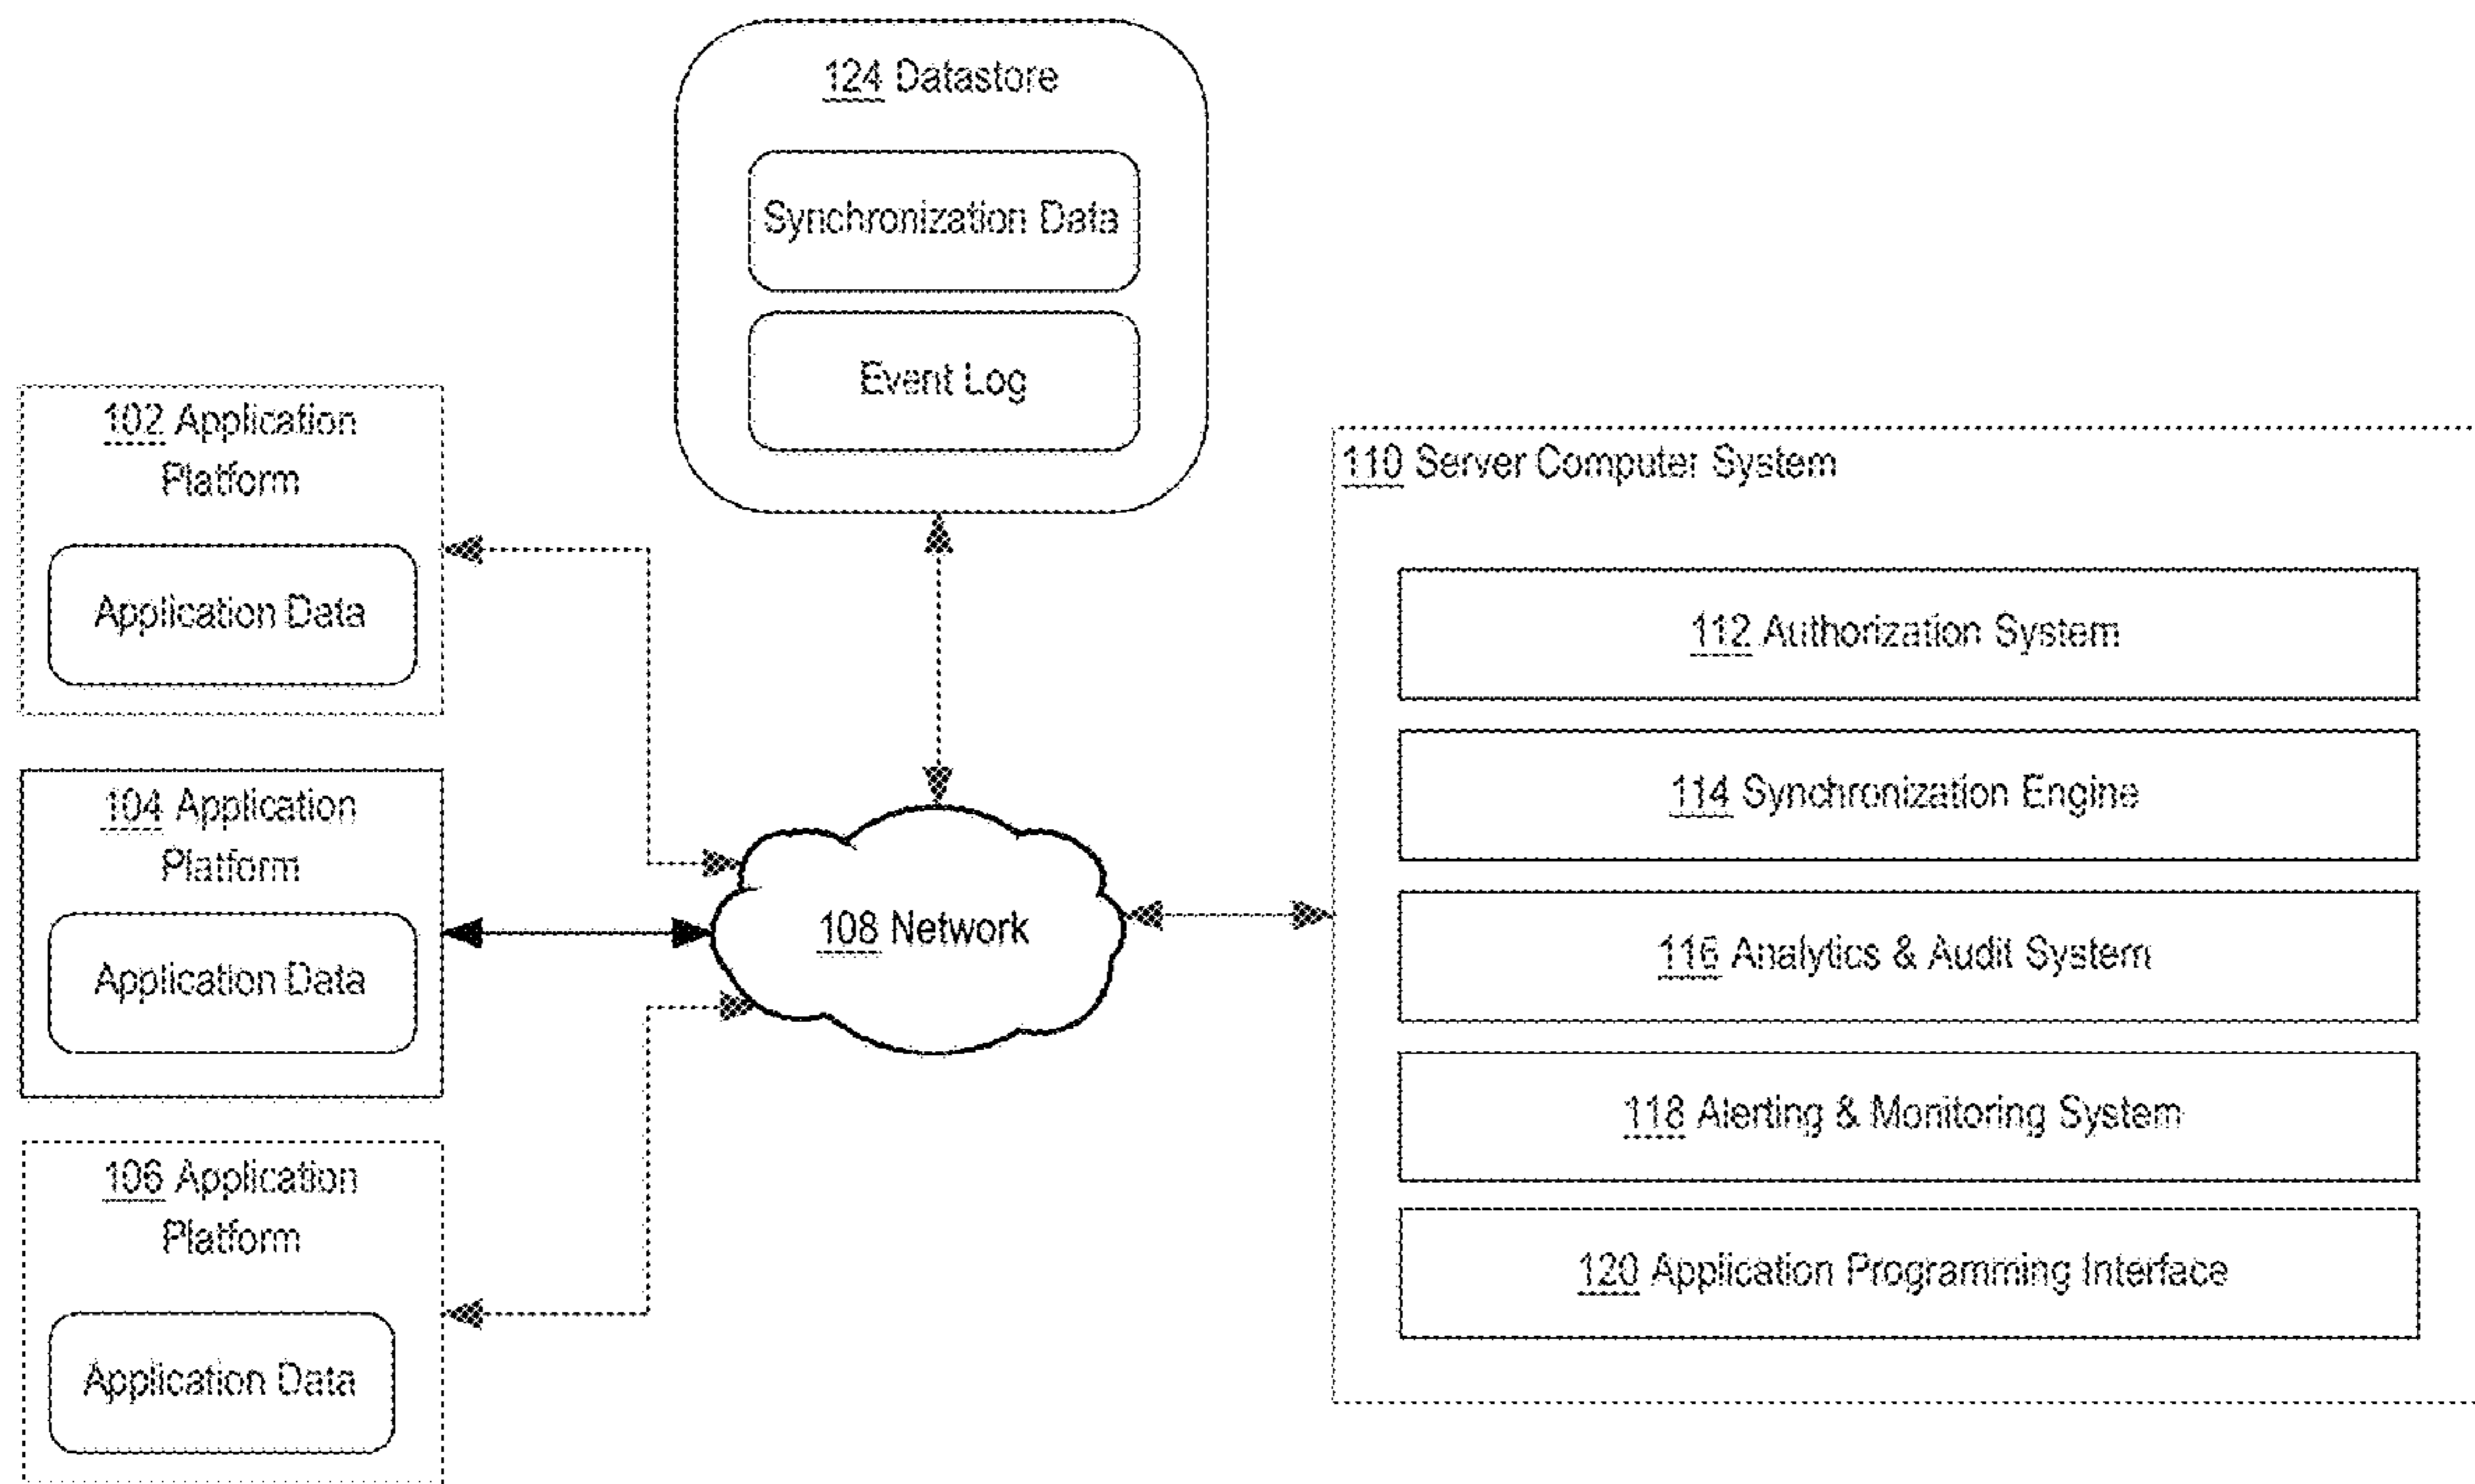 124 Datastore
Synchronization Data
Event Log
102 Application
Platform
Application Data
104 Application
Platform
Application Data
106 Application
Platform
Application Data
108 Network
110 Server Computer System
112 Authorization System
114 Synchronization Engine
116 Analytics & Audit System
118 Alerting & Monitoring System
120 Application Programming Interface